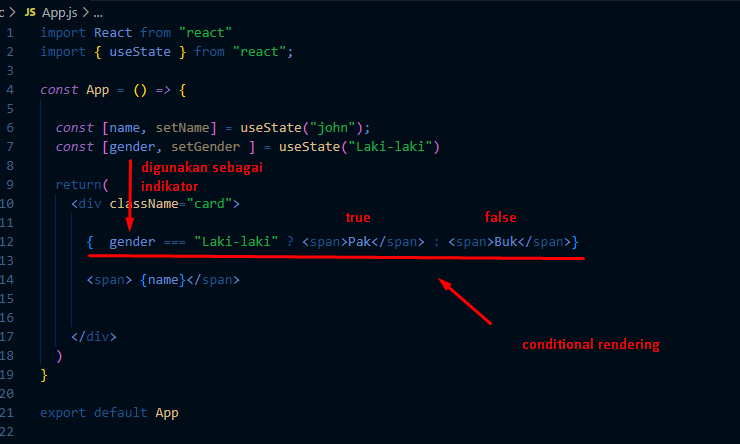 c > JS App.js > ...
1 import React from "react"
2 import { useState } from "react";
3
4 const App = () => {
5
6 const [name, setName] = useState("john");
7 const [gender, setGender ] = useState("Laki-laki")
8 digunakan sebagai
indikator
9 return(
10 <div className="card">
true false
11
12 { gender === "Laki-laki" ? <span>Pak</span> : <span>Buk</span>}
13
14 <span> {name}</span>
15
16
17 </div>
conditional rendering
18 )
19 }
20
21 export default App
22